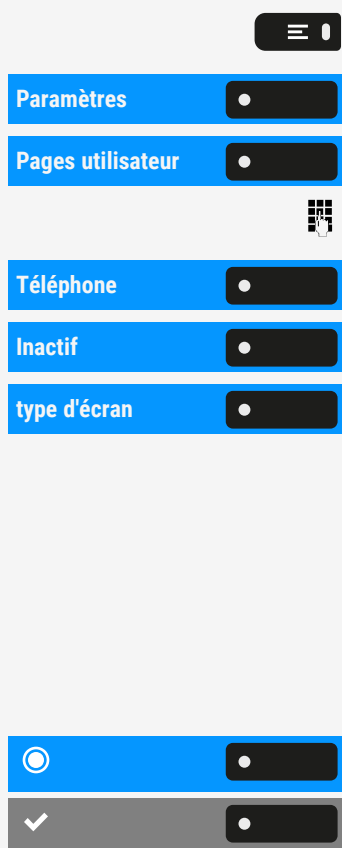 Paramètres
Pages utilisateur
Téléphone
Inactif
type d'écran